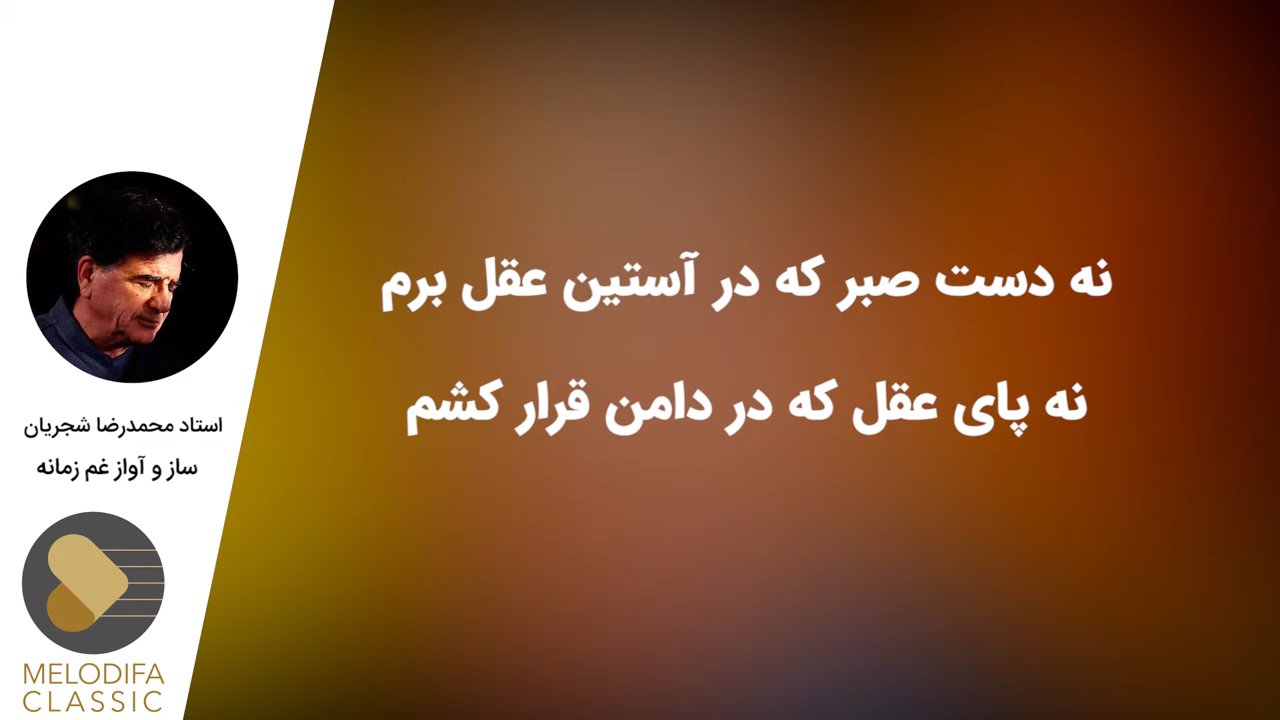 نه دست صبر که در آستین عقل برم
نه پای عقل که در دامن قرار کشم
استاد محمدرضا شجریان
ساز و آواز غم زمانه
MELODIFA
CLASSIC